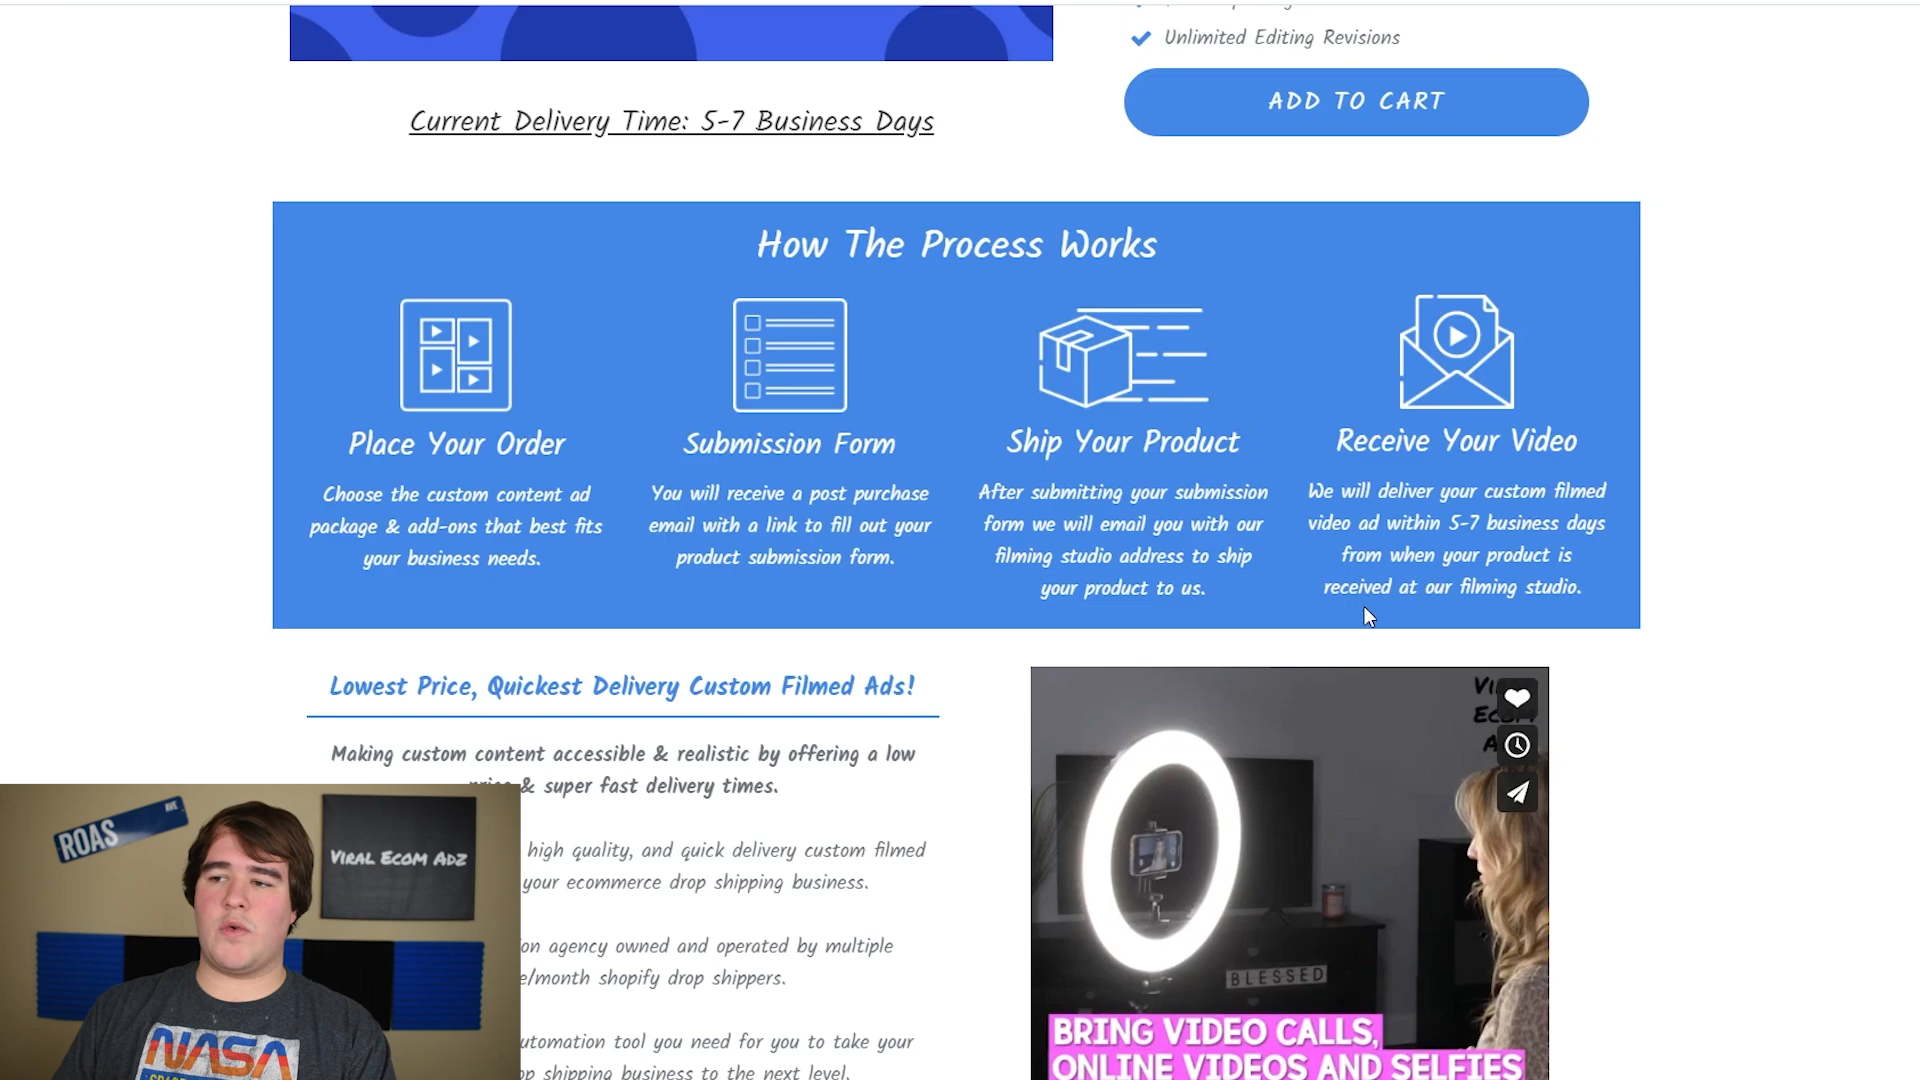 Unlimited Editing Revisions
ADD TO CART
Current Delivery Time: 5-7 Business Days
How The Process Works
Place Your Order
Choose the custom content ad
package & add-ons that best fits
your business needs.
Submission Form
You will receive a post purchase
email with a link to fill out your
product submission form.
Ship Your Product
After submitting your submission
form we will email you with our
filming studio address to ship
your product to us.
Receive Your Video
We will deliver your custom filmed
video ad within 5-7 business days
from when your product is
received at our filming studio.
Lowest Price, Quickest Delivery Custom Filmed Ads!
Making custom content accessible & realistic by offering a low
price & super fast delivery times.
high quality, and quick delivery custom filmed
your ecommerce drop shipping business.
agency owned and operated by multiple
/month shopify drop shippers.
automation tool you need for you to take your
shipping business to the next level.
BLESSED
BRING VIDEO CALLS,
ONLINE VIDEOS AND SELFIES
ROAS AVE
VIRAL ECOM ADZ
NASA